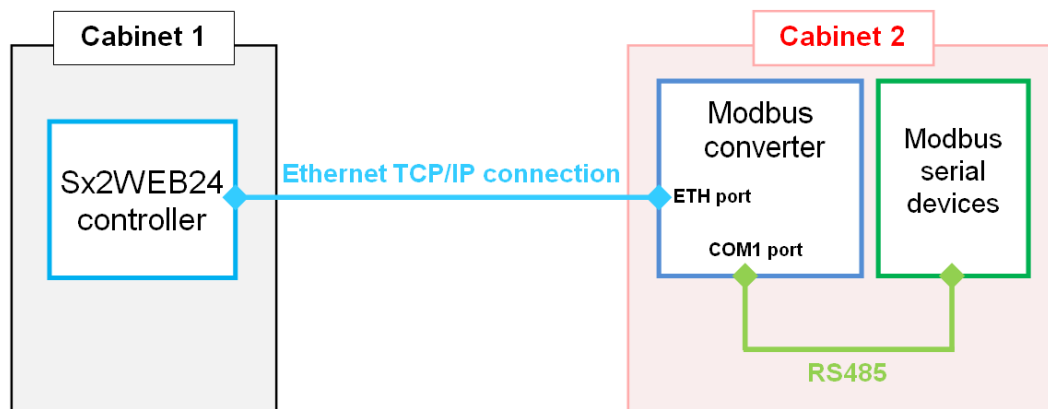 Cabinet 1
Cabinet 2
Sx2WEB24
controller
Ethernet TCP/IP connection
Modbus
converter
ETH port
COM1 port
Modbus
serial
devices
RS485